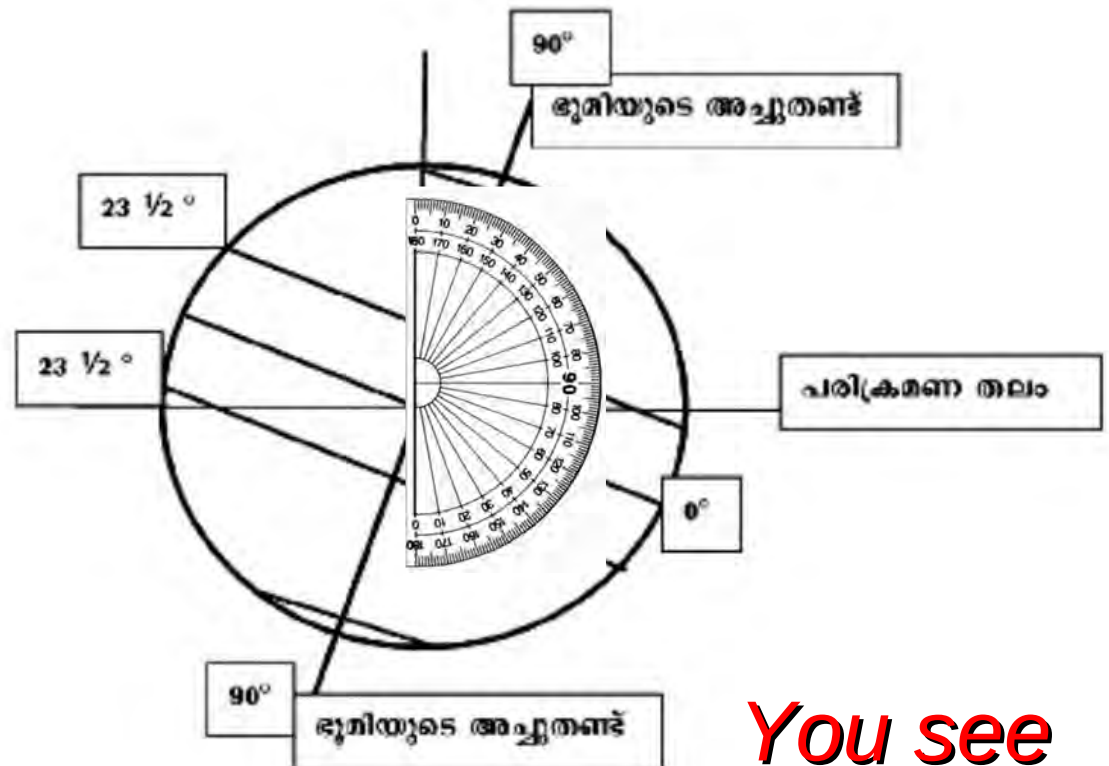 90°
ഭൂമിയുടെ അച്ചുതണ്ട്
23 ½ °
23 ½ °
പരിക്രമണ തലം
0°
90°
ഭൂമിയുടെ അച്ചുതണ്ട്
You see